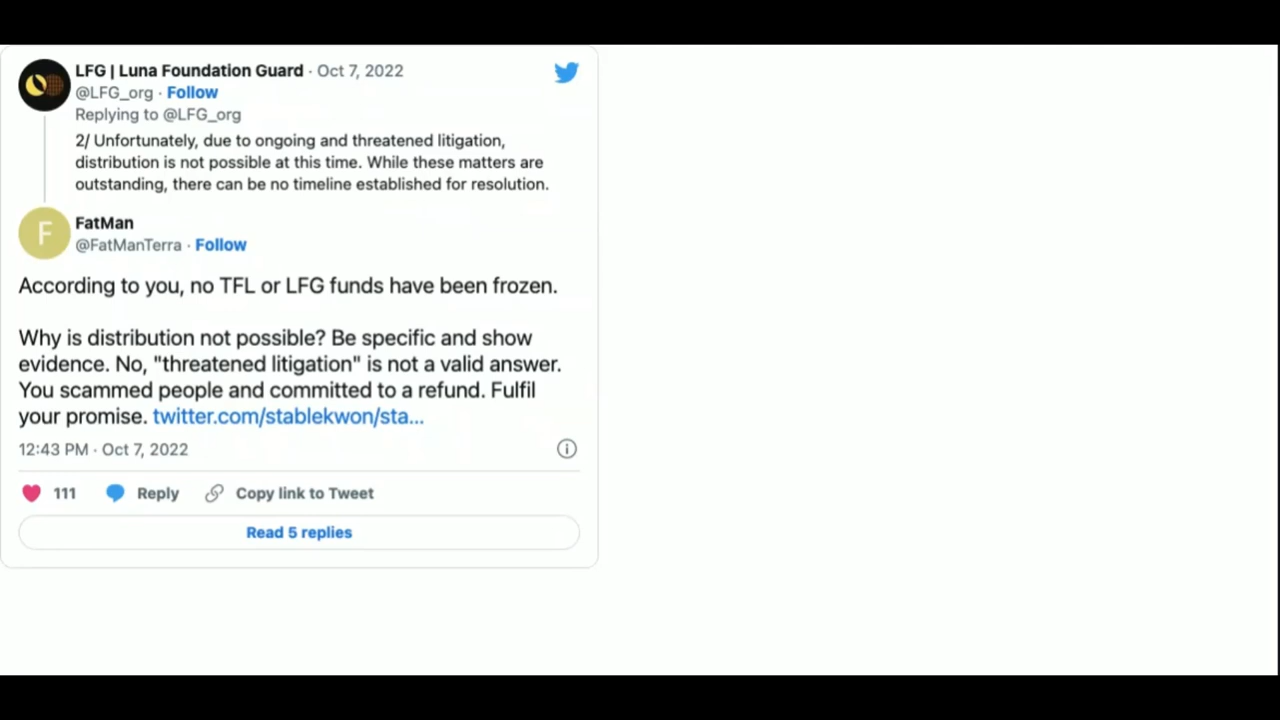 LFG | Luna Foundation Guard · Oct 7, 2022
@LFG_org · Follow
Replying to @LFG_org
2/ Unfortunately, due to ongoing and threatened litigation,
distribution is not possible at this time. While these matters are
outstanding, there can be no timeline established for resolution.
F
FatMan
@FatManTerra · Follow
According to you, no TFL or LFG funds have been frozen.
Why is distribution not possible? Be specific and show
evidence. No, "threatened litigation" is not a valid answer.
You scammed people and committed to a refund. Fulfil
your promise. twitter.com/stablekwon/sta...
12:43 PM · Oct 7, 2022
111 Reply Copy link to Tweet
Read 5 replies